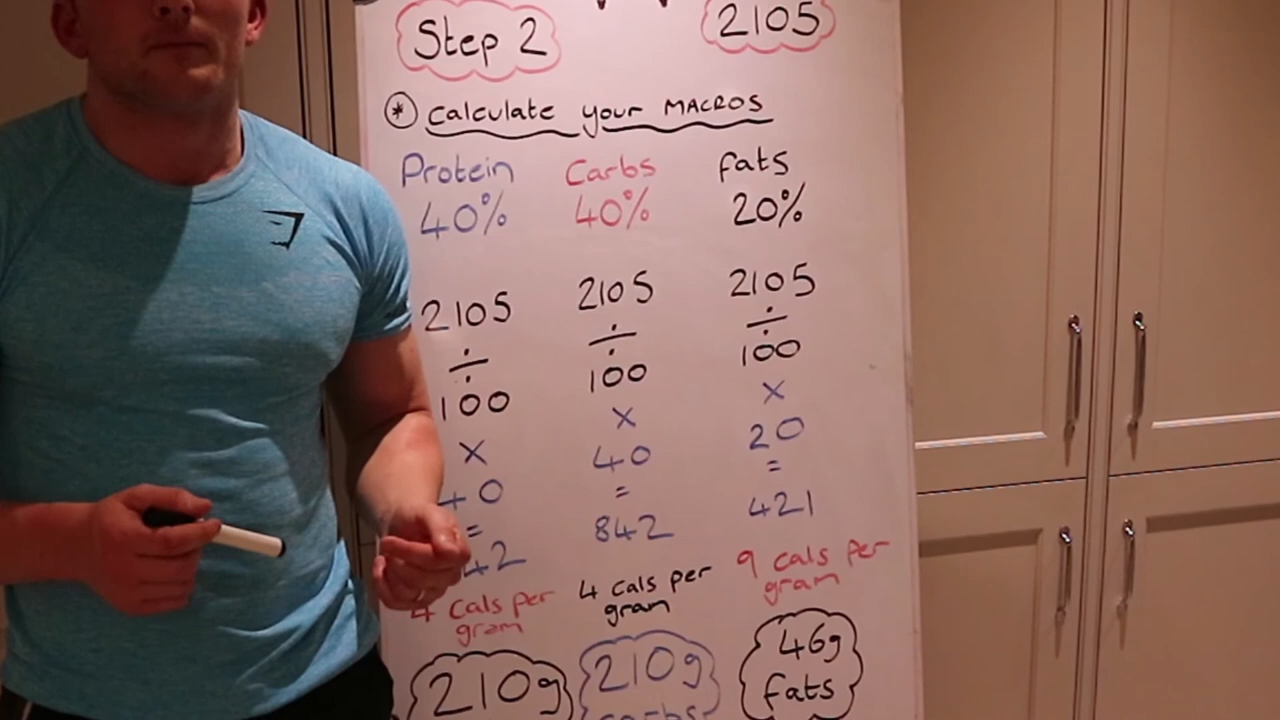 Step 2
2105
* Calculate your MACROS
Protein
40%
2105
÷
100
×
40
=
42
4 cals per
gram
210g
Carbs
40%
2105
÷
100
×
40
=
842
4 cals per
gram
210g
carbs
fats
20%
2105
÷
100
×
20
=
421
9 cals per
gram
46g
fats